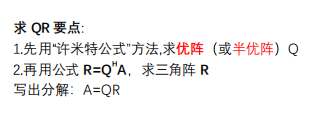 求 QR 要点:
1.先用“许米特公式”方法,求优阵（或半优阵）Q
2.再用公式 R=QᴴA，求三角阵 R
写出分解：A=QR